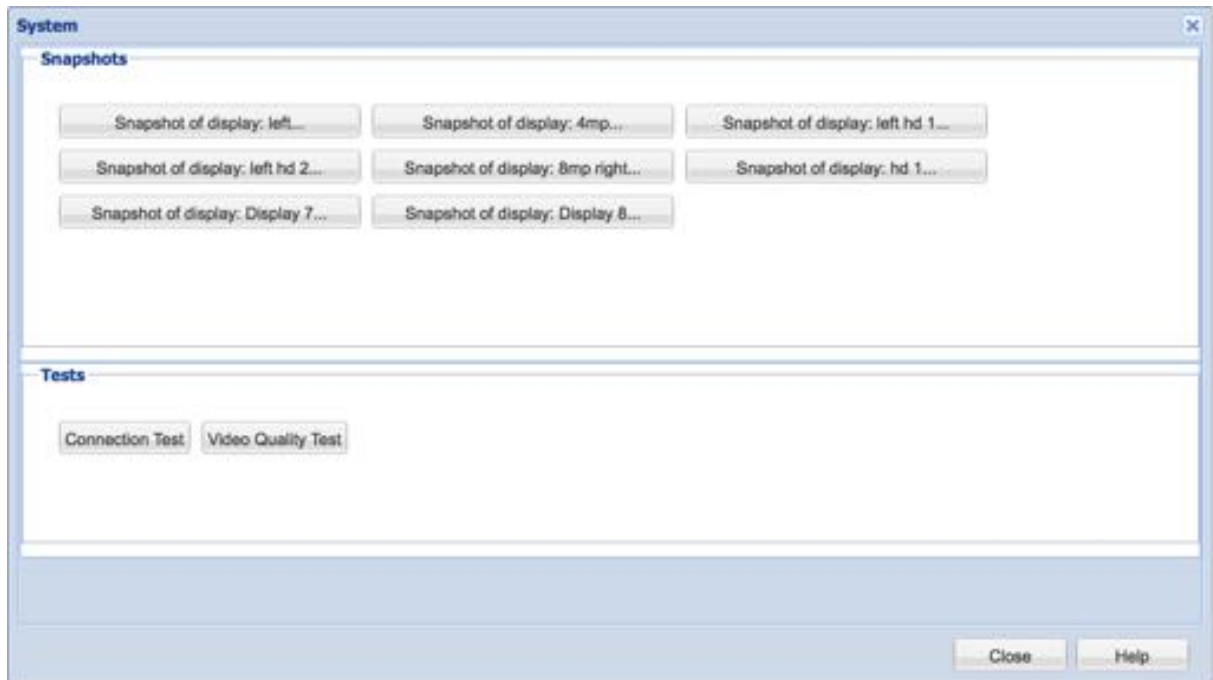 System
Snapshots
Snapshot of display: left...
Snapshot of display: 4mp...
Snapshot of display: left hd 1...
Snapshot of display: left hd 2...
Snapshot of display: 8mp right...
Snapshot of display: hd 1...
Snapshot of display: Display 7...
Snapshot of display: Display 8...
Tests
Connection Test
Video Quality Test
Close
Help